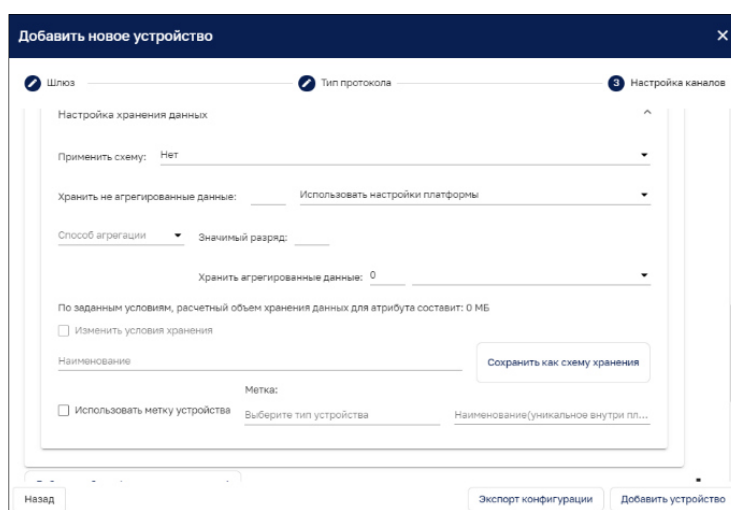 Добавить новое устройство
Шлюз Тип протокола 3 Настройка каналов
Настройка хранения данных
Применить схему: Нет
Хранить не агрегированные данные: Использовать настройки платформы
Способ агрегации Значимый разряд:
Хранить агрегированные данные: 0
По заданным условиям, расчетный объем хранения данных для атрибута составит: 0 МБ
Изменить условия хранения
Наименование Сохранить как схему хранения
Метка:
Использовать метку устройства Выберите тип устройства Наименование(уникальное внутри пл...
Назад Экспорт конфигурации Добавить устройство